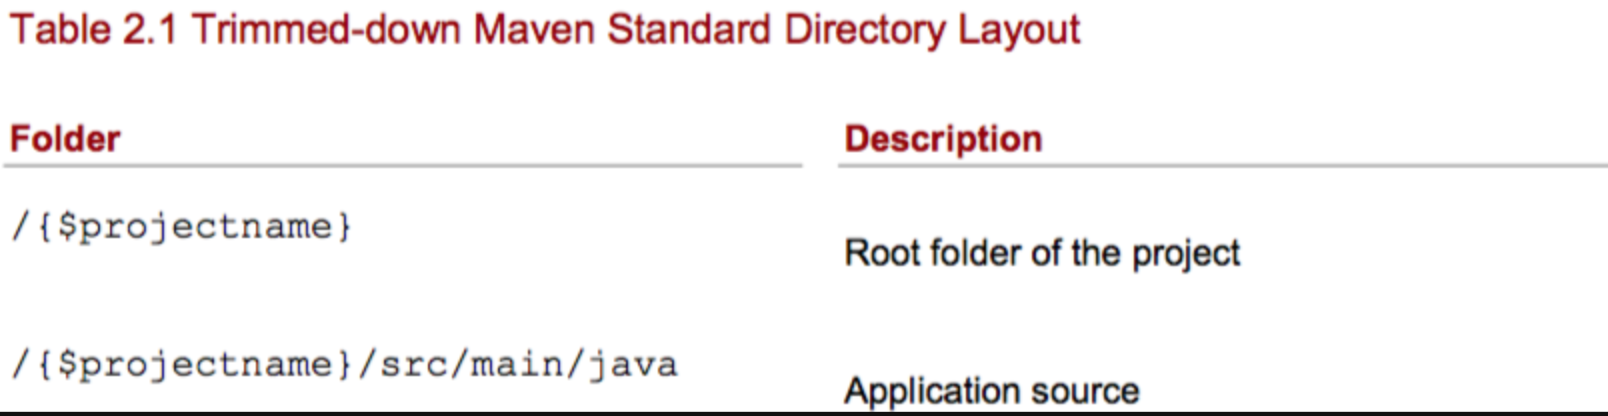 Table 2.1 Trimmed-down Maven Standard Directory Layout
Folder Description
/{$projectname}
Root folder of the project
/{$projectname}/src/main/java
Application source